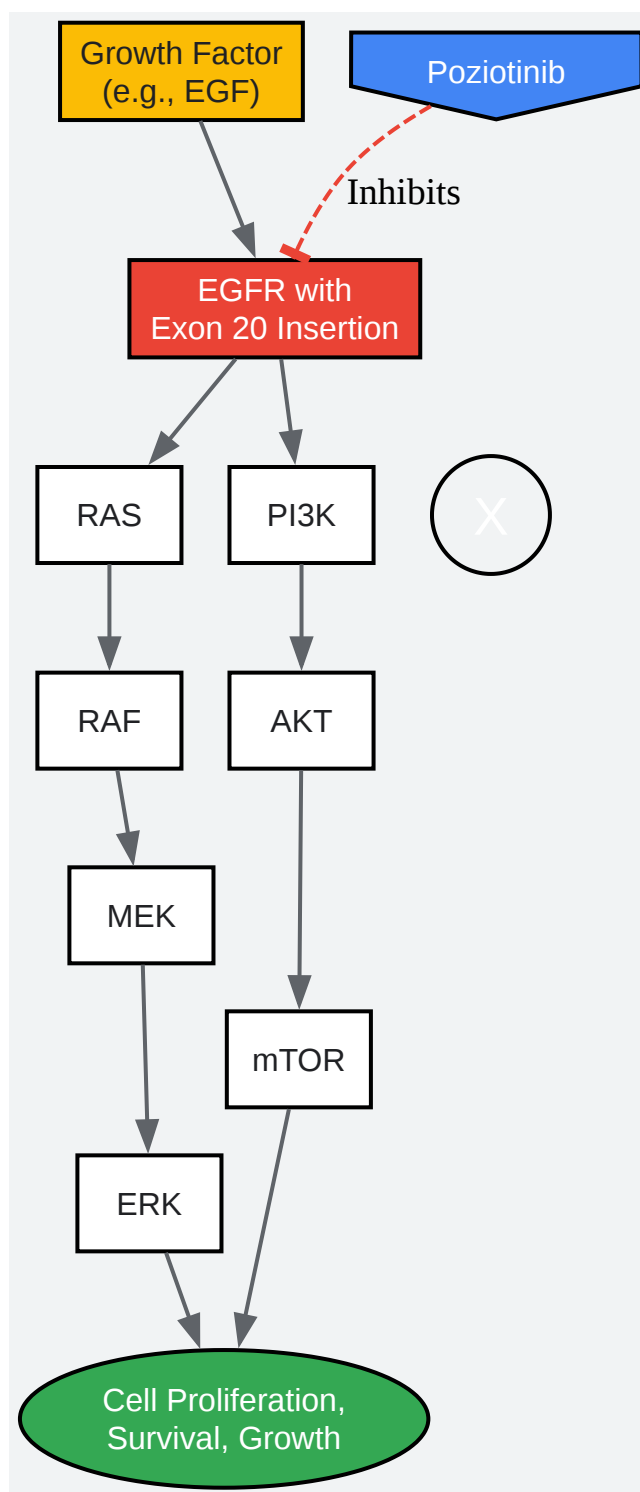 Growth Factor
(e.g., EGF)
Poziotinib
Inhibits
EGFR with
Exon 20 Insertion
RAS
PI3K
X
RAF
AKT
MEK
mTOR
ERK
Cell Proliferation,
Survival, Growth